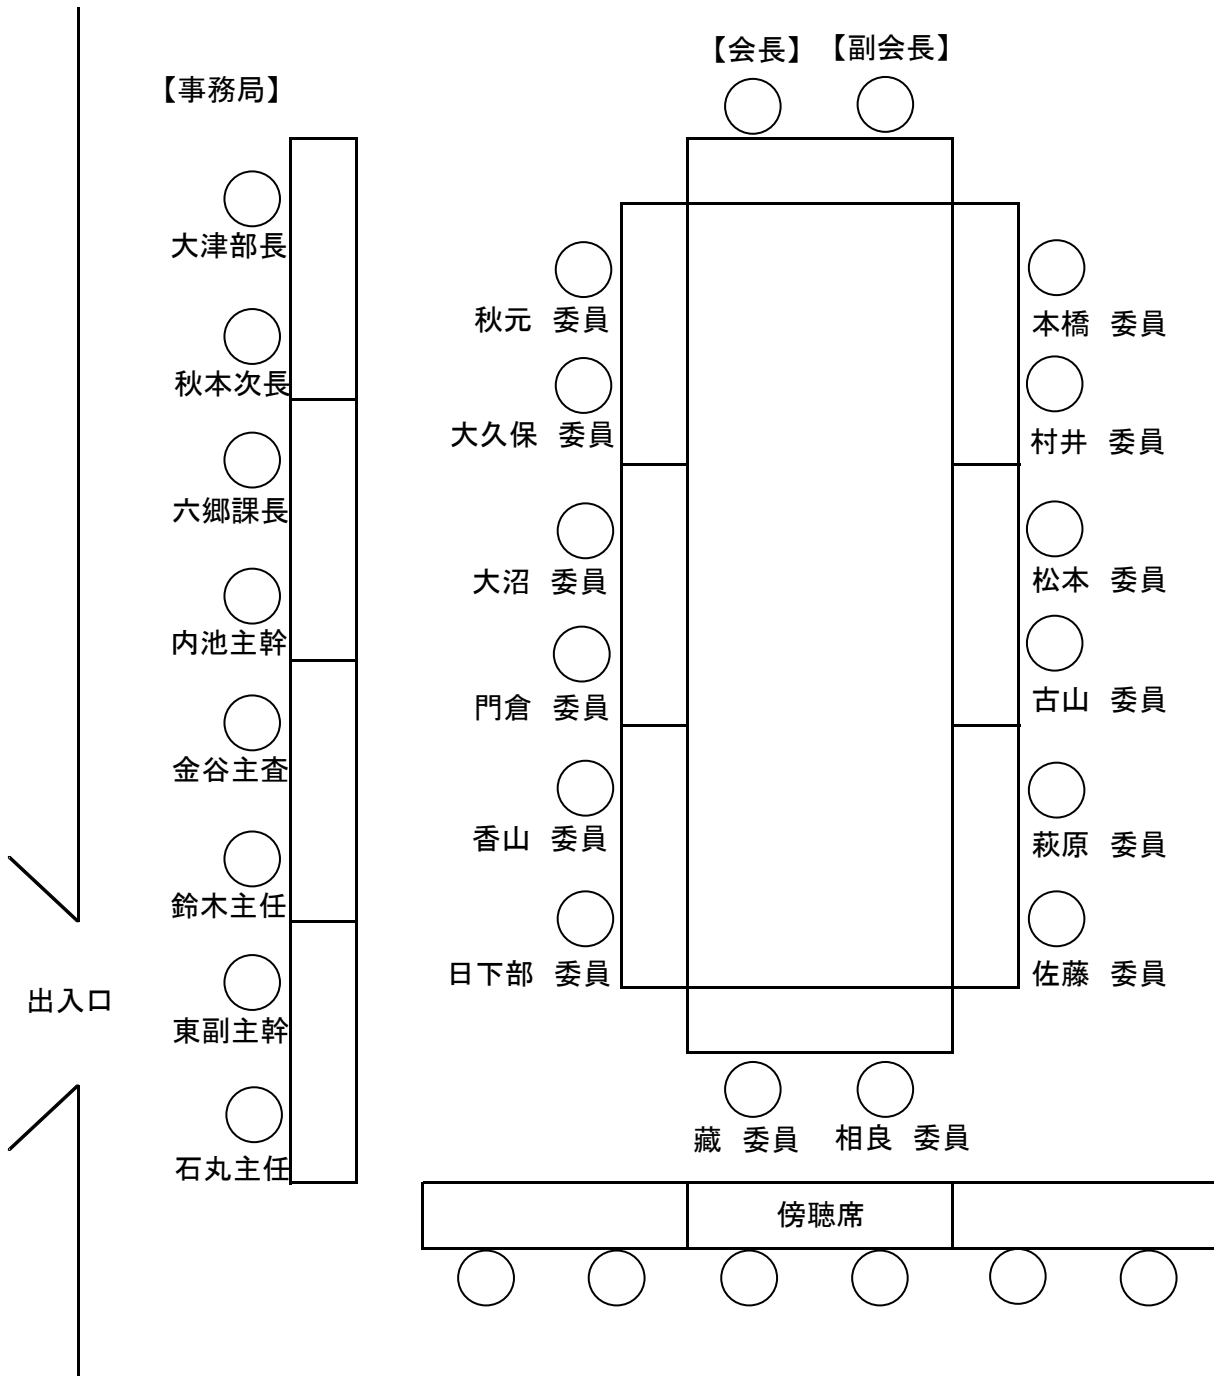 【会長】 【副会長】
【事務局】
大津部長
秋本次長
六郷課長
内池主幹
金谷主査
鈴木主任
東副主幹
石丸主任
出入口
秋元 委員
大久保 委員
大沼 委員
門倉 委員
香山 委員
日下部 委員
本橋 委員
村井 委員
松本 委員
古山 委員
萩原 委員
佐藤 委員
藏 委員 相良 委員
傍聴席